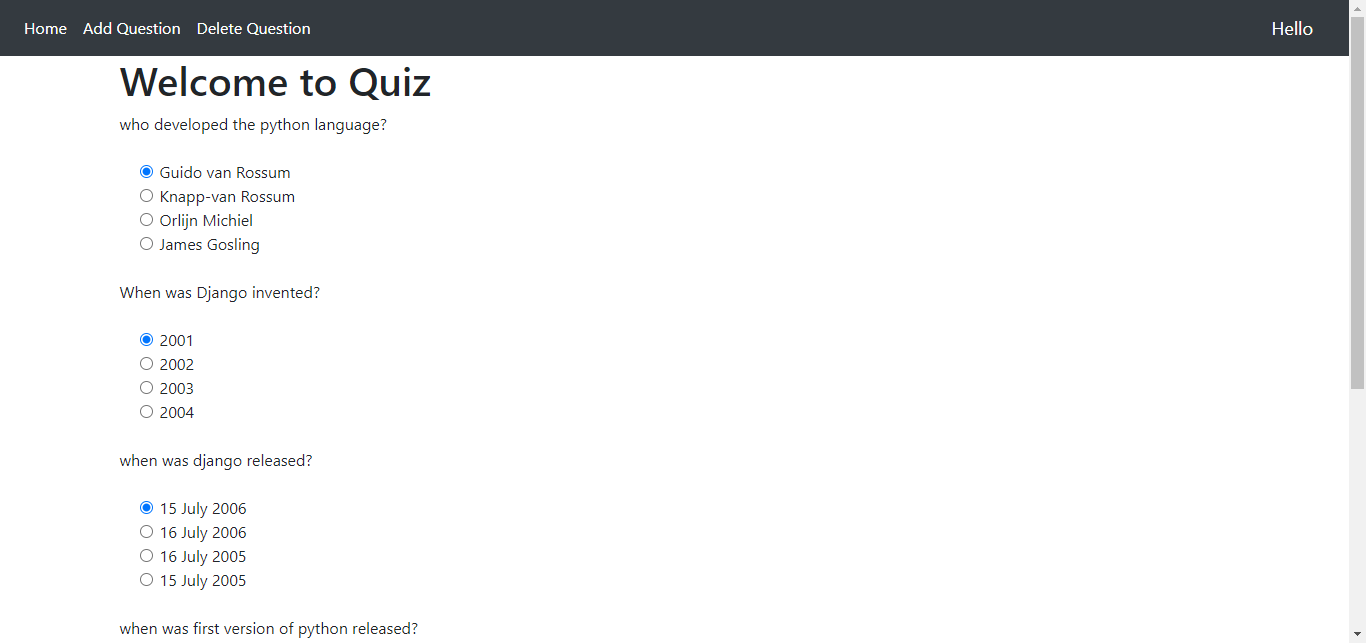 Home Add Question Delete Question Hello
Welcome to Quiz
who developed the python language?
Guido van Rossum
Knapp-van Rossum
Orlijn Michiel
James Gosling
When was Django invented?
2001
2002
2003
2004
when was django released?
15 July 2006
16 July 2006
16 July 2005
15 July 2005
when was first version of python released?